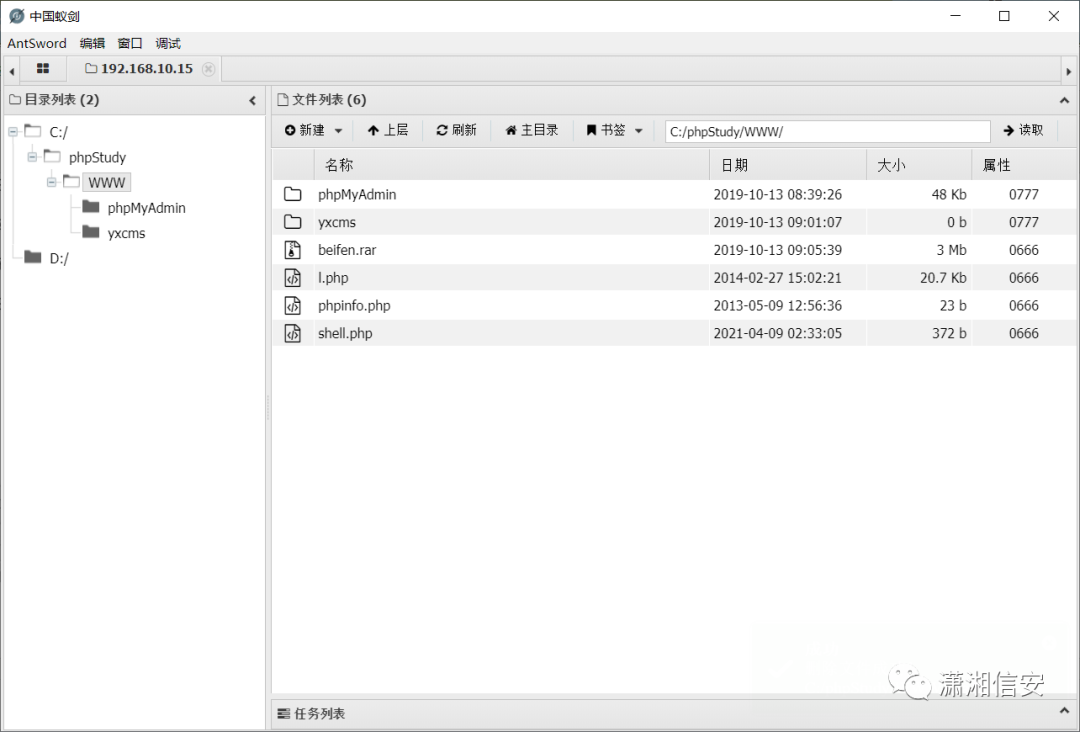 中国蚁剑
AntSword 编辑 窗口 调试
192.168.10.15
目录列表 (2)
C:/
phpStudy
WWW
phpMyAdmin
yxcms
D:/
文件列表 (6)
新建 上层 刷新 主目录 书签 C:/phpStudy/WWW/ 读取
名称 日期 大小 属性
phpMyAdmin 2019-10-13 08:39:26 48 Kb 0777
yxcms 2019-10-13 09:01:07 0 b 0777
beifen.rar 2019-10-13 09:05:39 3 Mb 0666
l.php 2014-02-27 15:02:21 20.7 Kb 0666
phpinfo.php 2013-05-09 12:56:36 23 b 0666
shell.php 2021-04-09 02:33:05 372 b 0666
潇湘信安
任务列表